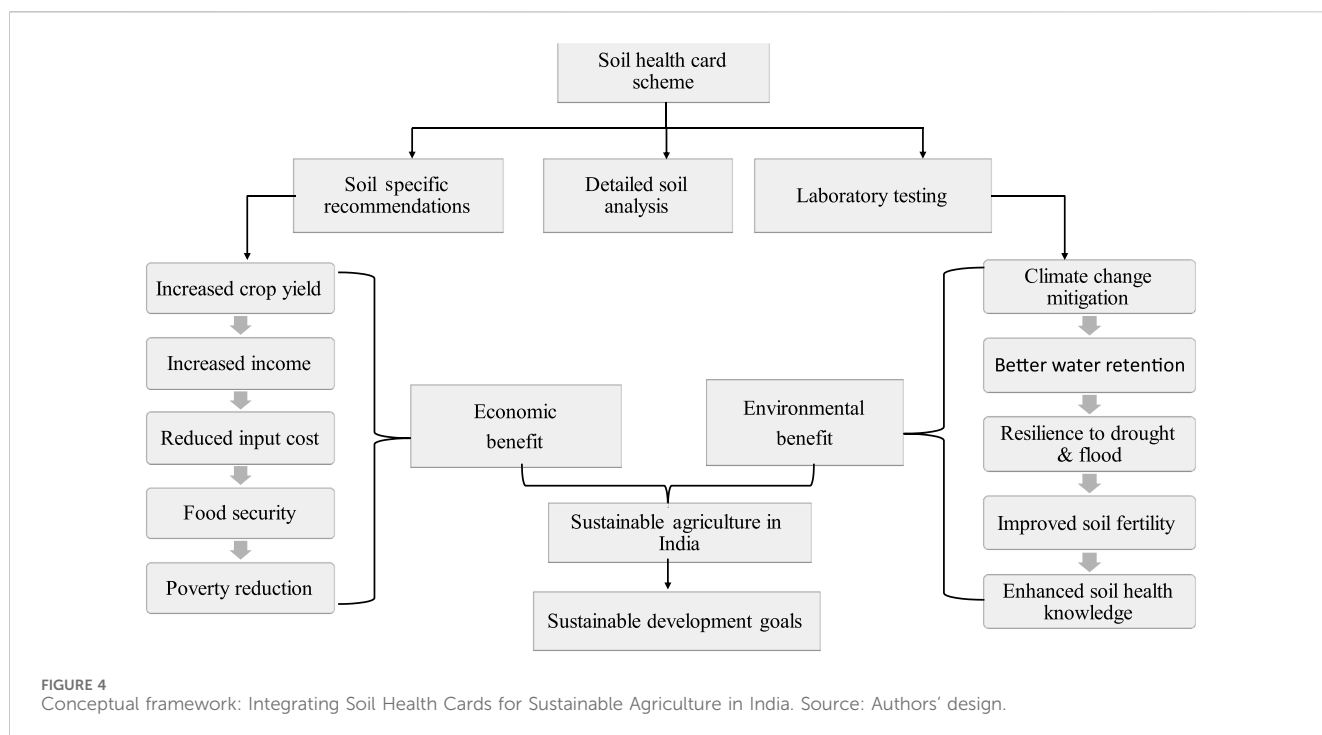 Soil health card
scheme
Soil specific
recommendations
Detailed soil
analysis
Laboratory testing
Increased crop yield
Increased income
Reduced input cost
Food security
Poverty reduction
Economic
benefit
Environmental
benefit
Climate change
mitigation
Better water retention
Resilience to drought
& flood
Improved soil fertility
Enhanced soil health
knowledge
Sustainable agriculture in
India
Sustainable development goals
FIGURE 4
Conceptual framework: Integrating Soil Health Cards for Sustainable Agriculture in India. Source: Authors' design.